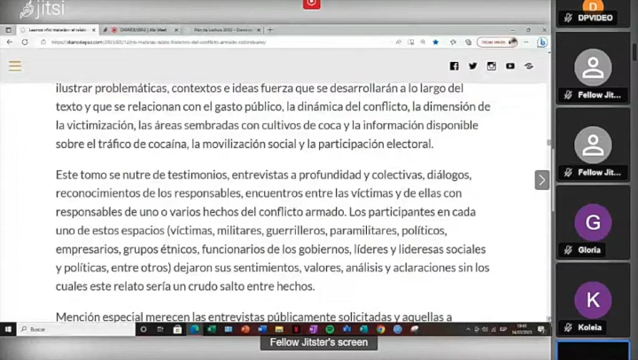 jitsi
ilustrar problemáticas, contextos e ideas fuerza que se desarrollarán a lo largo del
texto y que se relacionan con el gasto público, la dinámica del conflicto, la dimensión de
la victimización, las áreas sembradas con cultivos de coca y la información disponible
sobre el tráfico de cocaína, la movilización social y la participación electoral.
Este tomo se nutre de testimonios, entrevistas a profundidad y colectivas, diálogos,
reconocimientos de los responsables, encuentros entre las víctimas y de ellas con
responsables de uno o varios hechos del conflicto armado. Los participantes en cada
uno de estos espacios (víctimas, militares, guerrilleros, paramilitares, políticos,
empresarios, grupos étnicos, funcionarios de los gobiernos, líderes y lideresas sociales
y políticas, entre otros) dejaron sus sentimientos, valores, análisis y aclaraciones sin los
cuales este relato sería un crudo salto entre hechos.
Mención especial merecen las entrevistas públicamente solicitadas y aquellas a
Buscar
Fellow Jitster's screen
D
DPVIDEO
Fellow Jits...
Fellow Jits...
G
Gloria
K
Koleia